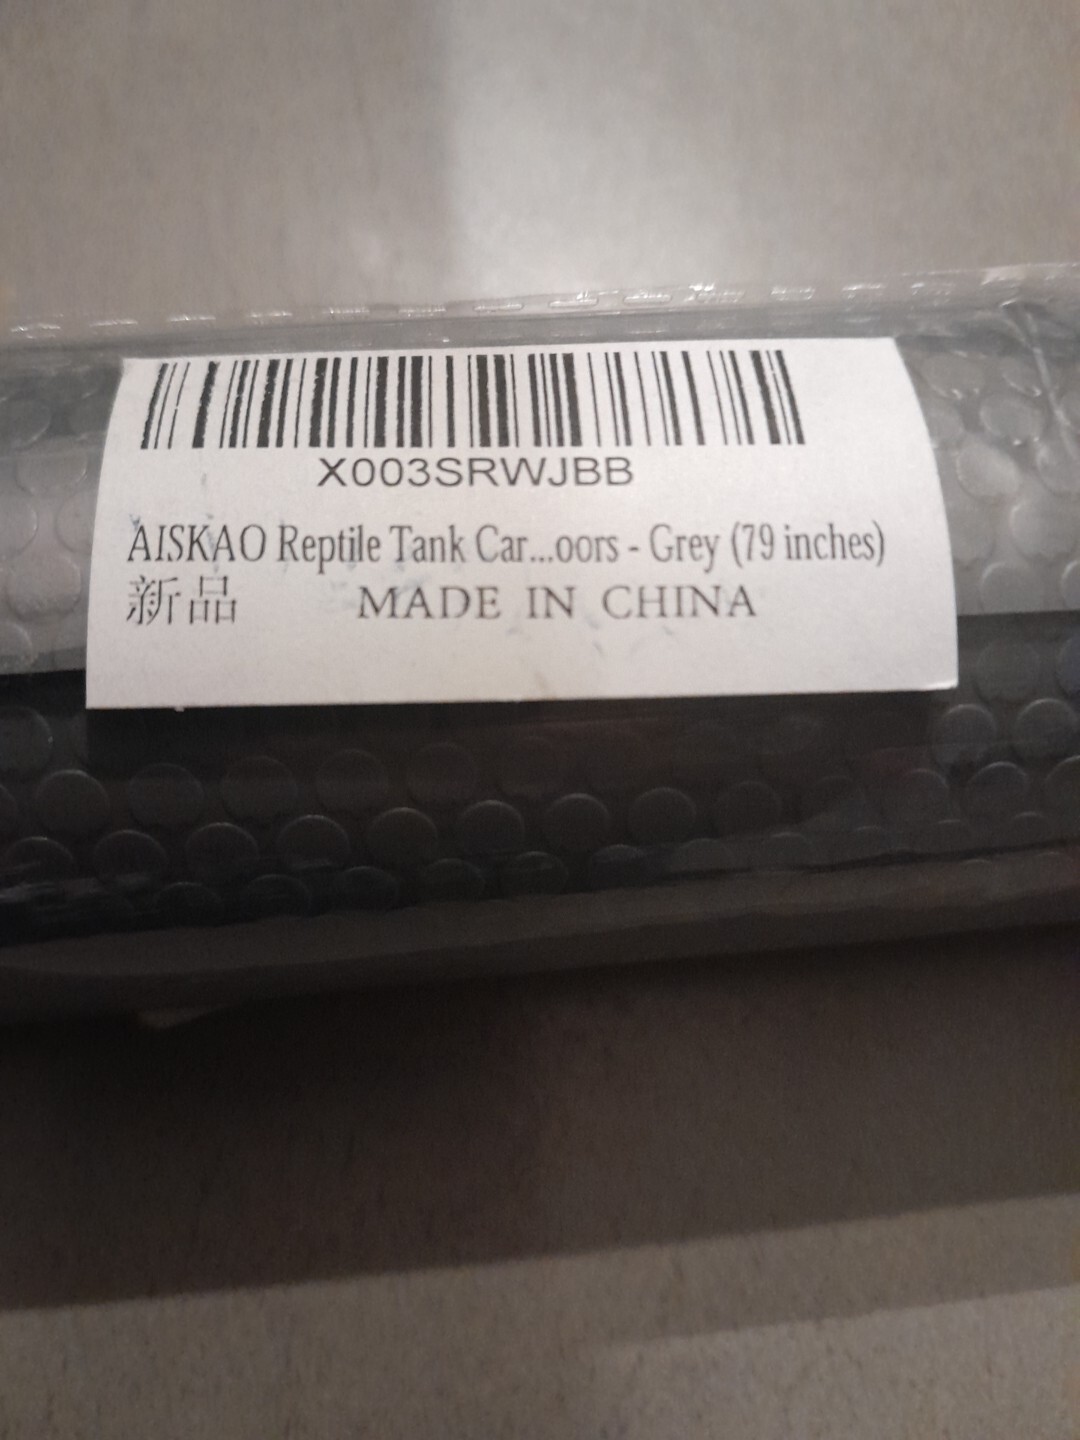 X003SRWJBB
AISKAO Reptile Tank Car...oors - Grey (79 inches)
新品 MADE IN CHINA